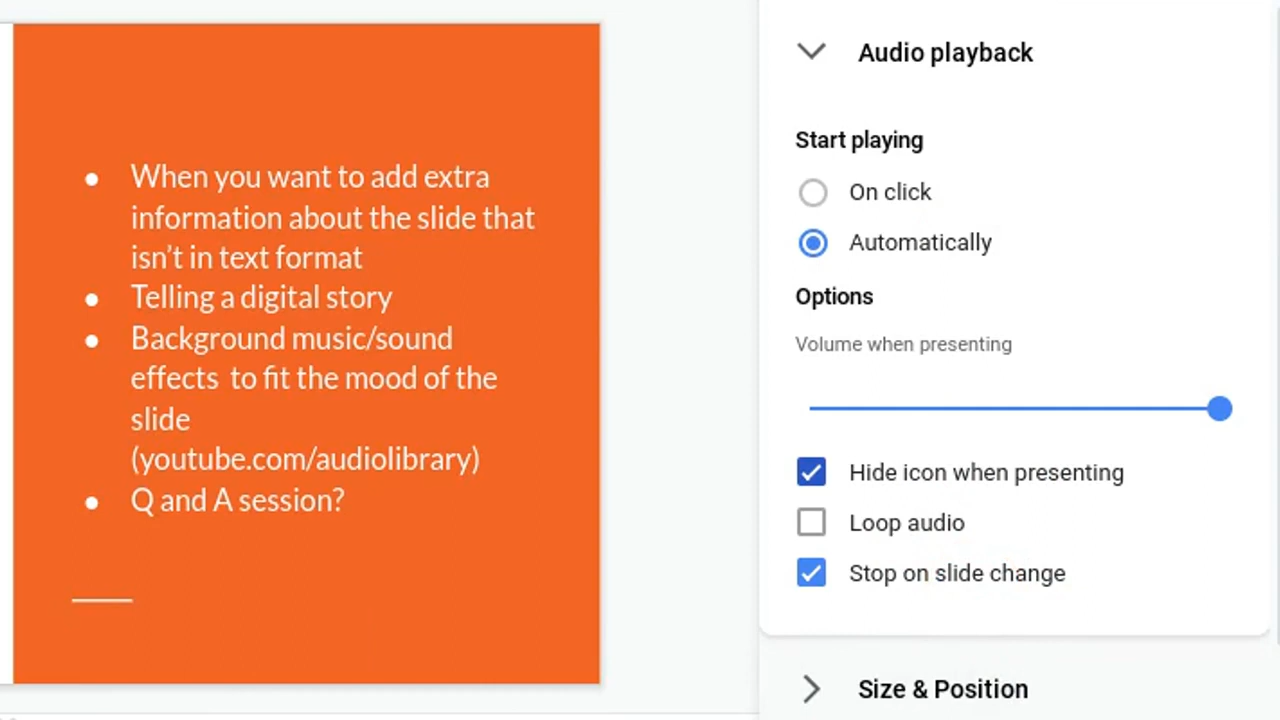 When you want to add extra
information about the slide that
isn't in text format
Telling a digital story
Background music/sound
effects  to fit the mood of the
slide
(youtube.com/audiolibrary)
Q and A session?
Audio playback
Start playing
On click
Automatically
Options
Volume when presenting
Hide icon when presenting
Loop audio
Stop on slide change
Size & Position